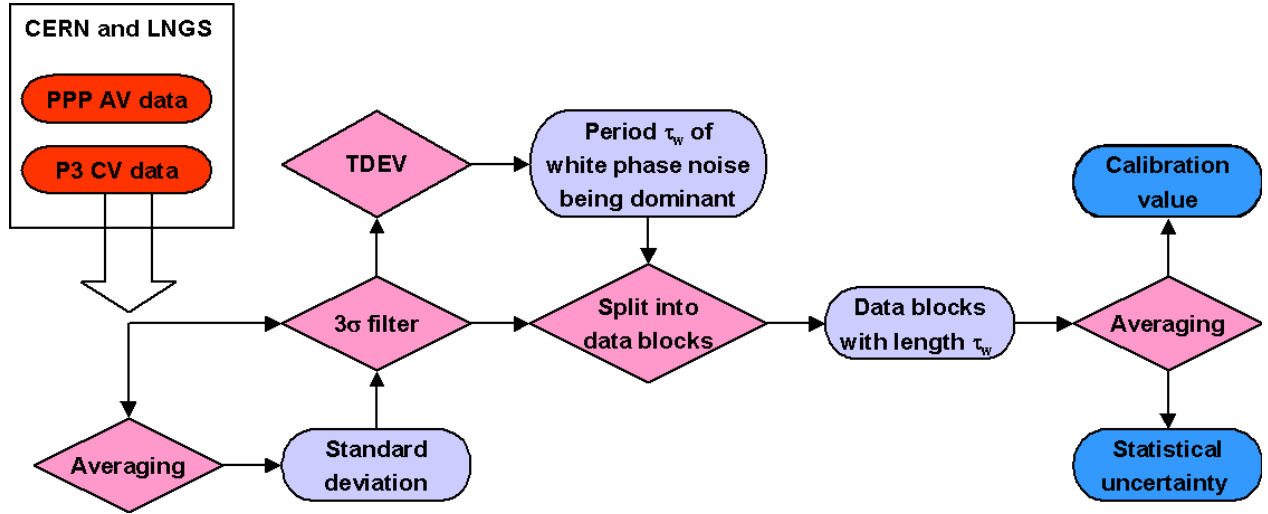 CERN and LNGS
PPP AV data
P3 CV data
TDEV
Period τw of
white phase noise
being dominant
Calibration
value
3σ filter
Split into
data blocks
Data blocks
with length τw
Averaging
Averaging
Standard
deviation
Statistical
uncertainty